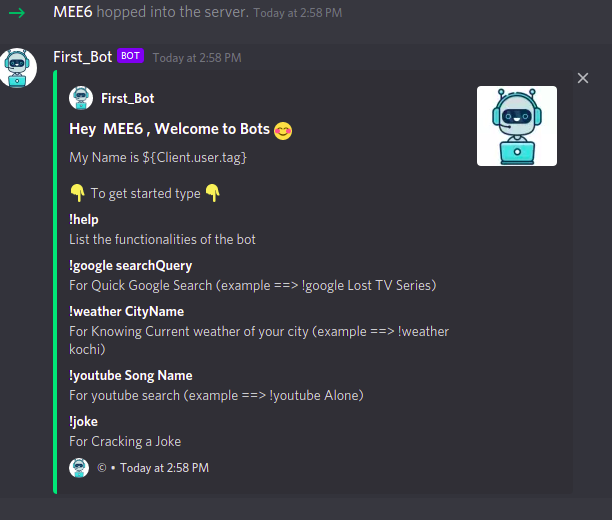 MEE6 hopped into the server. Today at 2:58 PM
First_Bot BOT Today at 2:58 PM
First_Bot
Hey MEE6 , Welcome to Bots 😊
My Name is ${Client.user.tag}
👇 To get started type 👇
!help
List the functionalities of the bot
!google searchQuery
For Quick Google Search (example ==> !google Lost TV Series)
!weather CityName
For Knowing Current weather of your city (example ==> !weather
kochi)
!youtube Song Name
For youtube search (example ==> !youtube Alone)
!joke
For Cracking a Joke
© • Today at 2:58 PM